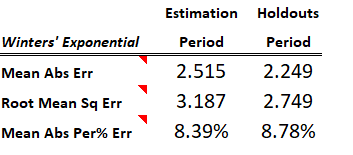 Estimation Holdouts
Winters' Exponential Period Period
Mean Abs Err 2.515 2.249
Root Mean Sq Err 3.187 2.749
Mean Abs Per% Err 8.39% 8.78%